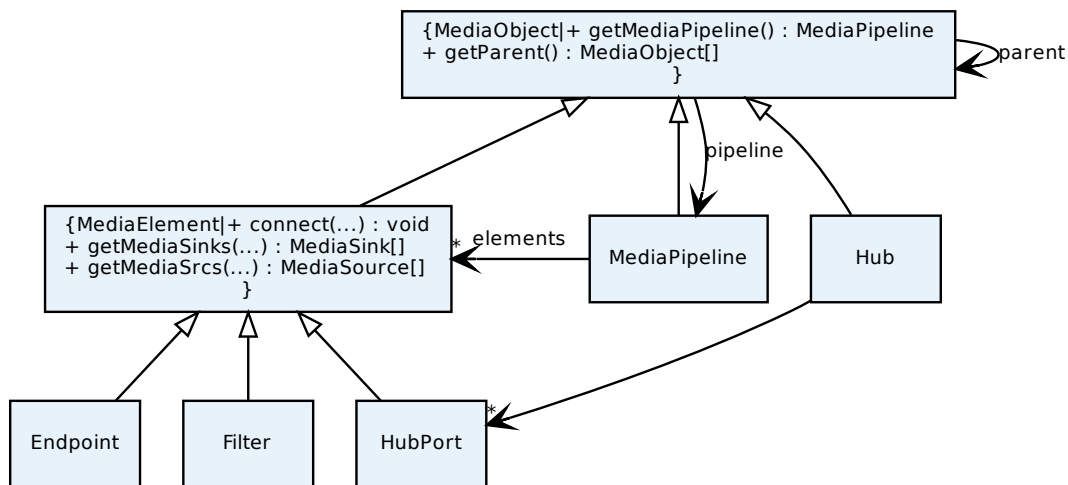 {MediaObject|+ getMediaPipeline() : MediaPipeline
+ getParent() : MediaObject[]
}
parent
pipeline
{MediaElement|+ connect(...) : void
+ getMediaSinks(...) : MediaSink[]
+ getMediaSrcs(...) : MediaSource[]
}
* elements
MediaPipeline
Hub
*
Endpoint
Filter
HubPort